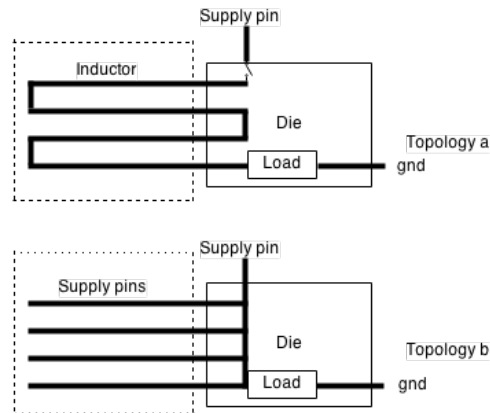 Supply pin
Inductor
Die
Topology a
Load
gnd
Supply pin
Supply pins
Die
Topology b
Load
gnd